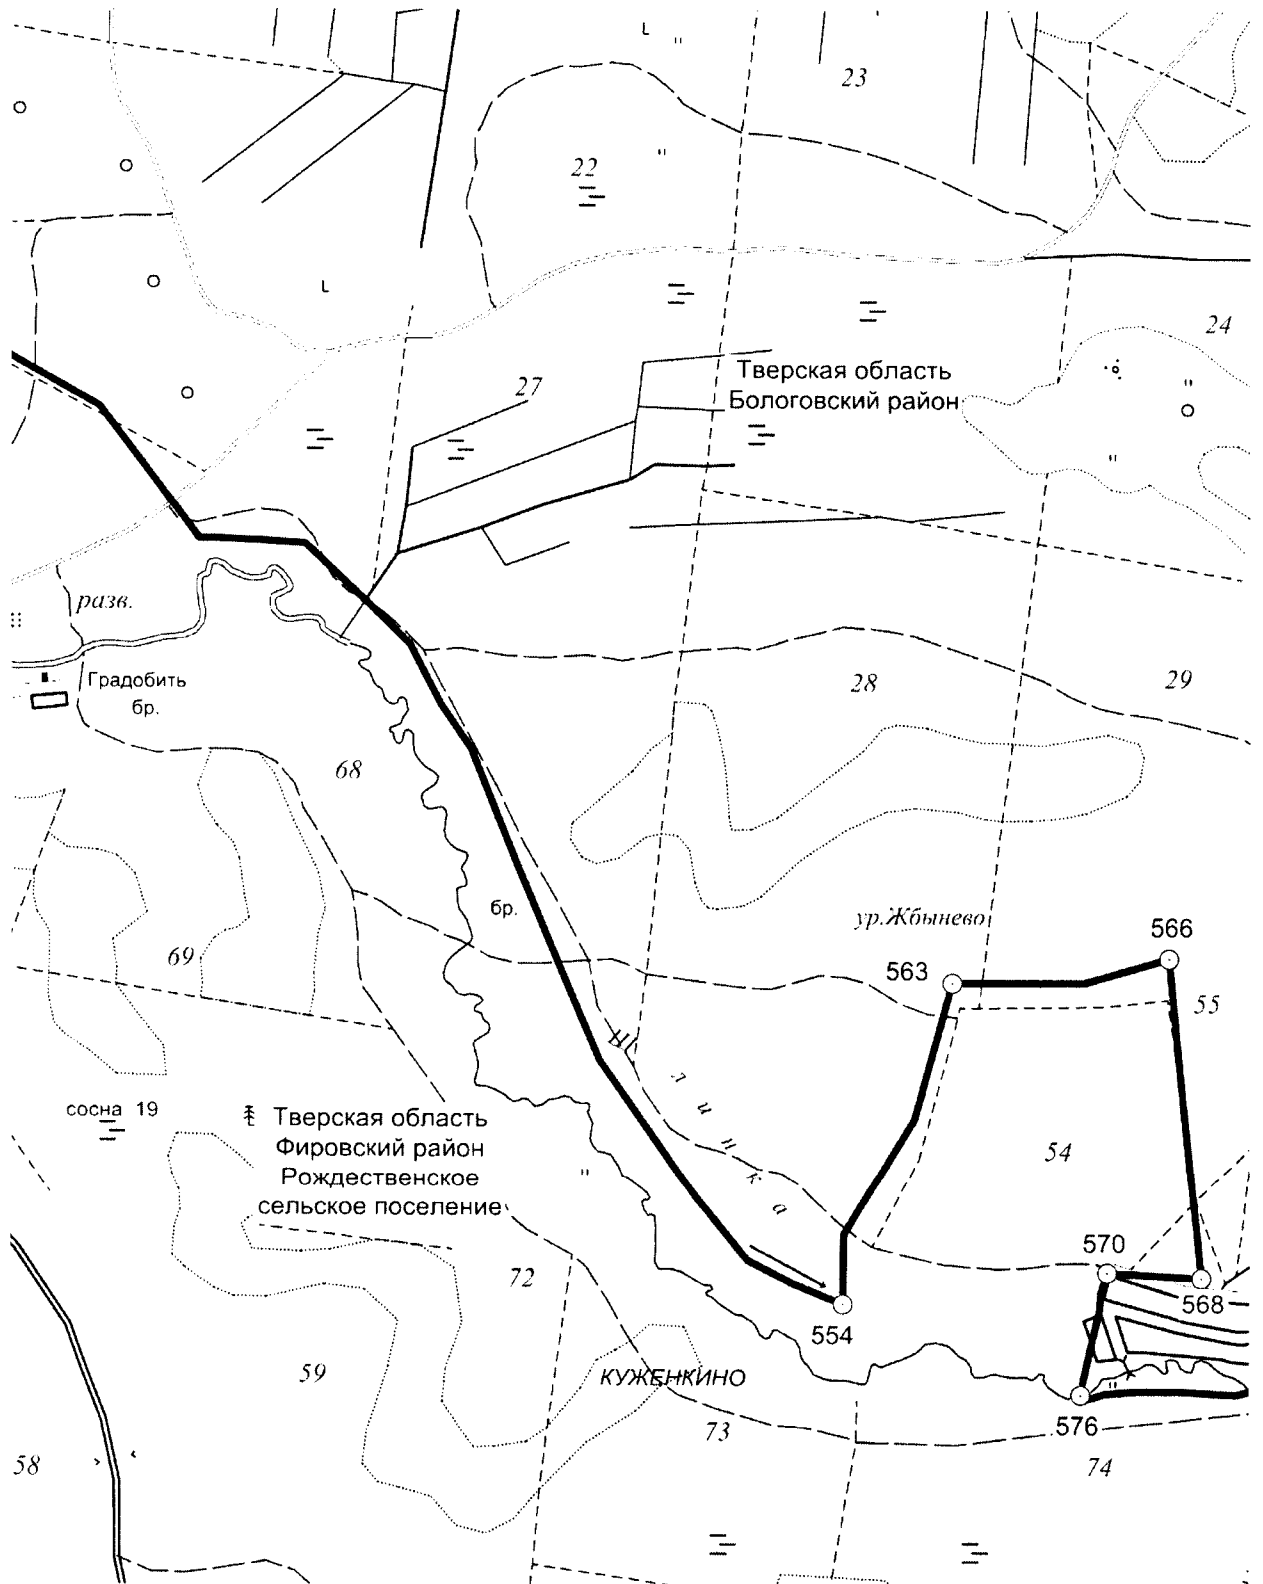 L
23
22
L
24
27
Тверская область
Бологовский район
разв.
Градобить
бр.
28
29
68
бр.
ур.Жбынево
566
563
55
69
Шлинка
сосна 19
Тверская область
Фировский район
Рождественское
сельское поселение
54
570
72
568
554
59
КУЖЕНКИНО
576
73
58
74